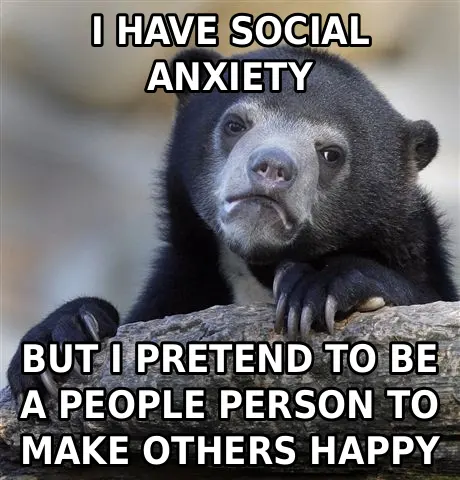 I HAVE SOCIAL
ANXIETY
BUT I PRETEND TO BE
A PEOPLE PERSON TO
MAKE OTHERS HAPPY